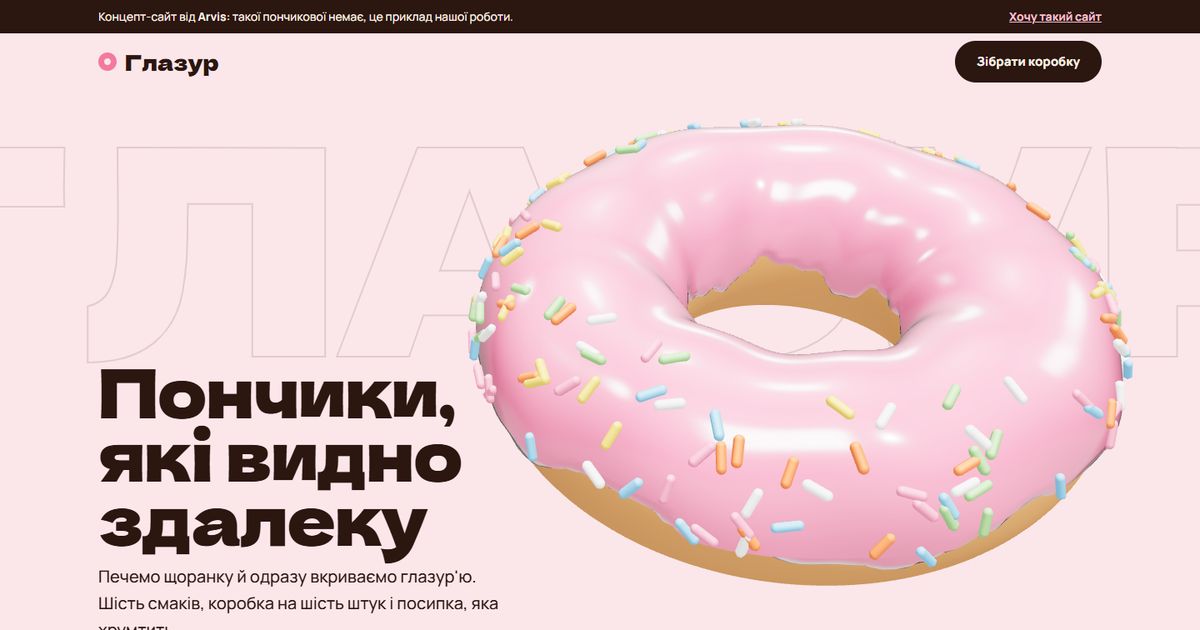 Концепт-сайт від Arvis: такої пончикової немає, це приклад нашої роботи.
Хочу такий сайт
Глазур
Зібрати коробку
Пончики,
які видно
здалеку
Печемо щоранку й одразу вкриваємо глазур'ю.
Шість смаків, коробка на шість штук і посипка, яка